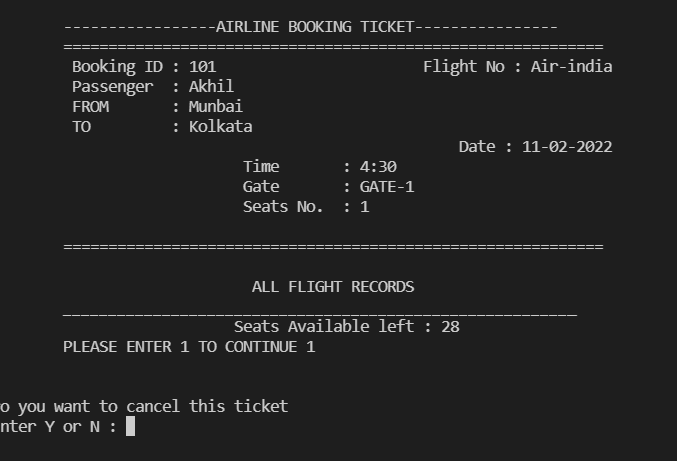 -----------------AIRLINE BOOKING TICKET----------------
============================================================
Booking ID : 101 Flight No : Air-india
Passenger : Akhil
FROM : Munbai
TO : Kolkata
Date : 11-02-2022
Time : 4:30
Gate : GATE-1
Seats No. : 1
============================================================
ALL FLIGHT RECORDS
_________________________________________________________
Seats Available left : 28
PLEASE ENTER 1 TO CONTINUE 1
o you want to cancel this ticket
nter Y or N :